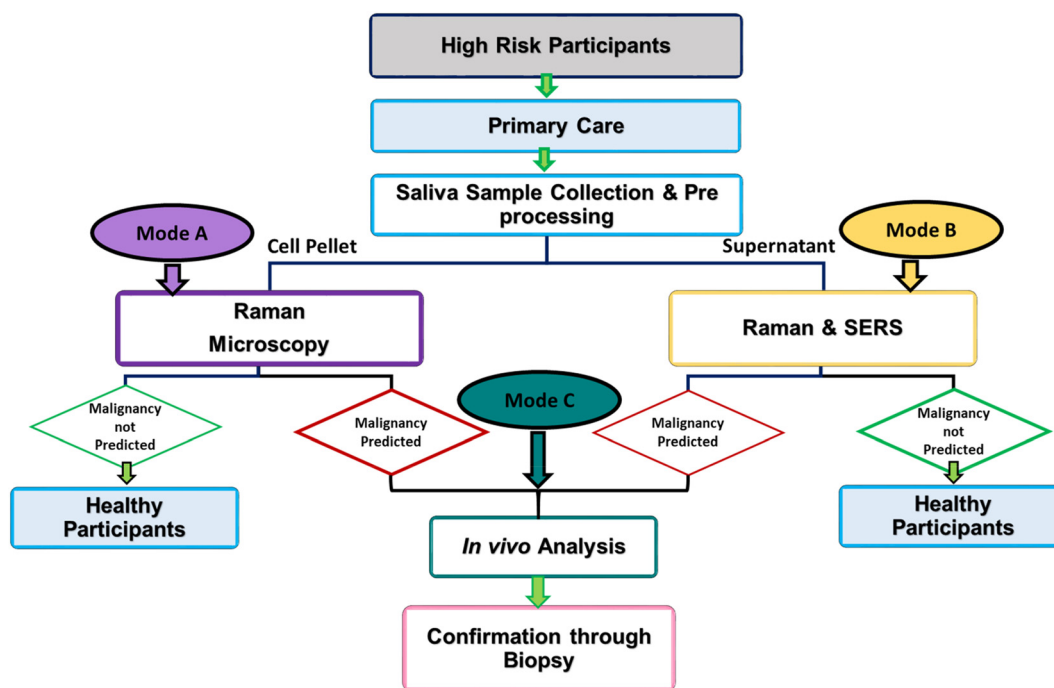 High Risk Participants
Primary Care
Saliva Sample Collection & Pre
processing
Mode A
Mode B
Cell Pellet
Supernatant
Raman
Microscopy
Raman & SERS
Mode C
Malignancy
not
Predicted
Malignancy
Predicted
Malignancy
Predicted
Malignancy
not
Predicted
Healthy
Participants
Healthy
Participants
In vivo Analysis
Confirmation through
Biopsy